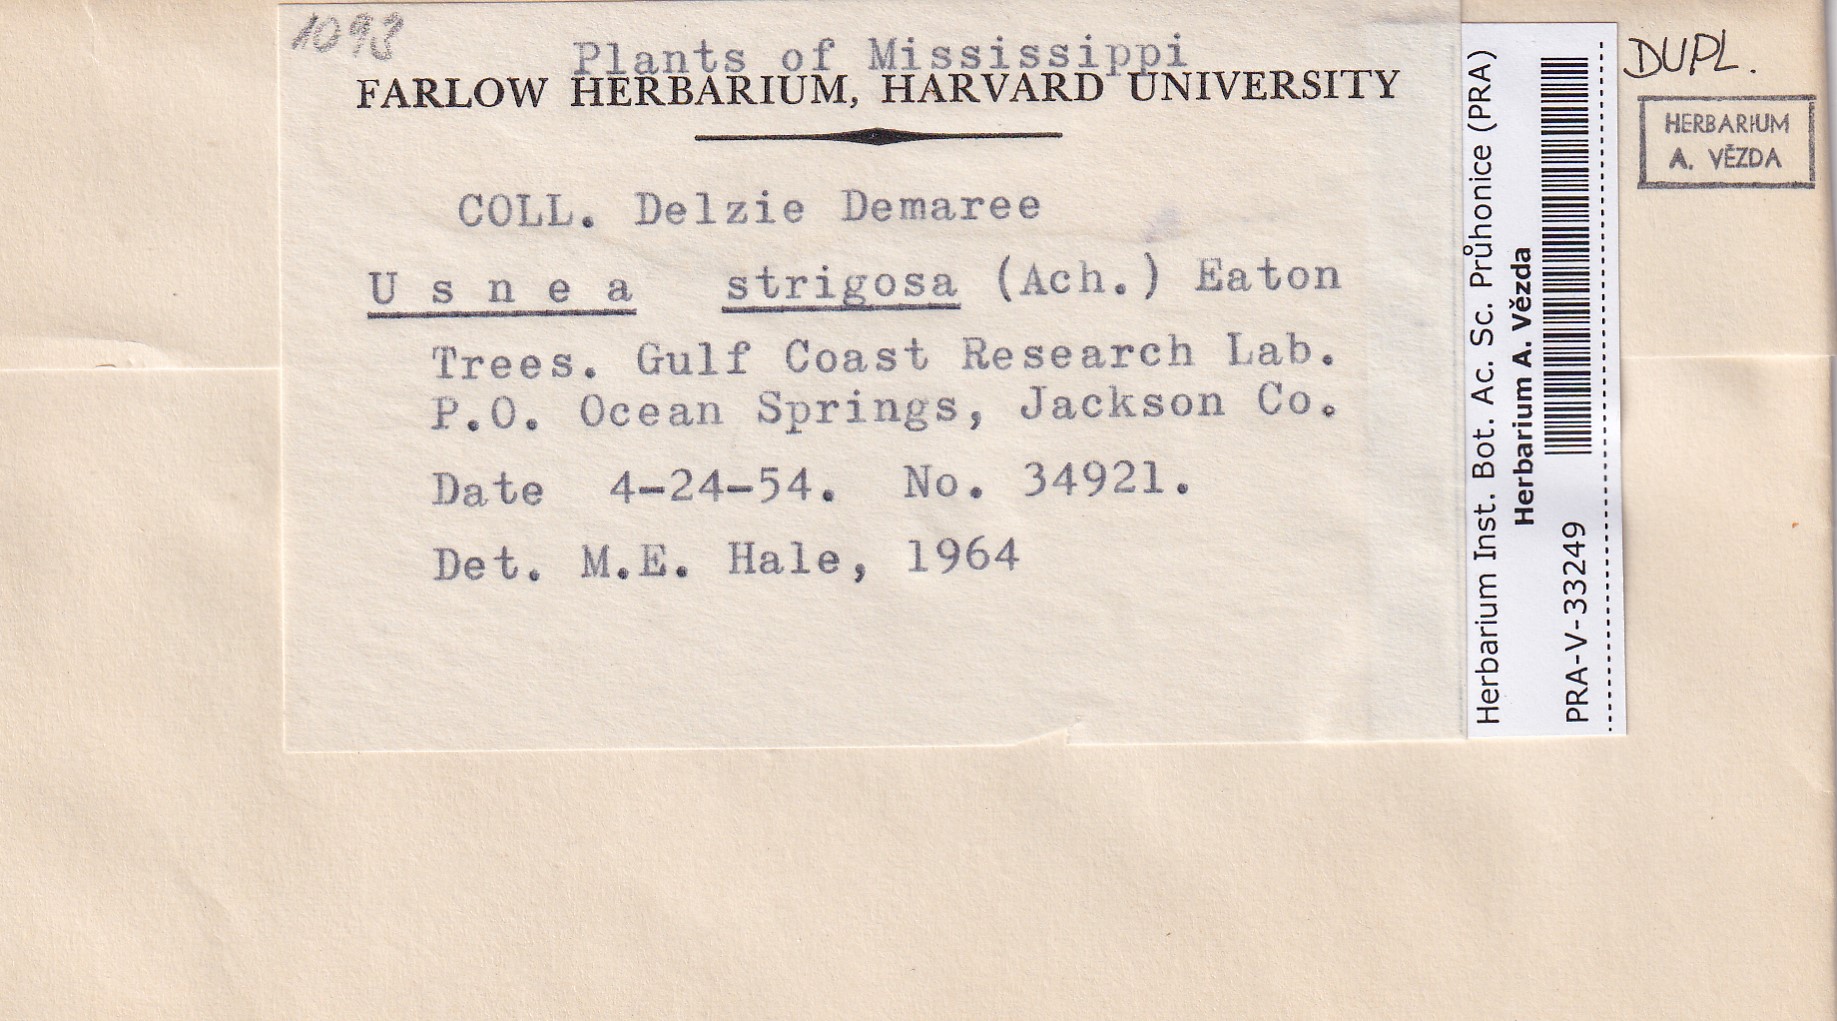 1093
Plants of Mississippi
FARLOW HERBARIUM, HARVARD UNIVERSITY
COLL. Delzie Demaree
Usnea strigosa (Ach.) Eaton
Trees. Gulf Coast Research Lab.
P.O. Ocean Springs, Jackson Co.
Date 4-24-54. No. 34921.
Det. M.E. Hale, 1964
Herbarium Inst. Bot. Ac. Sc. Průhonice (PRA)
Herbarium A. Vězda
PRA-V-33249
DUPL.
HERBARIUM
A. VĚZDA